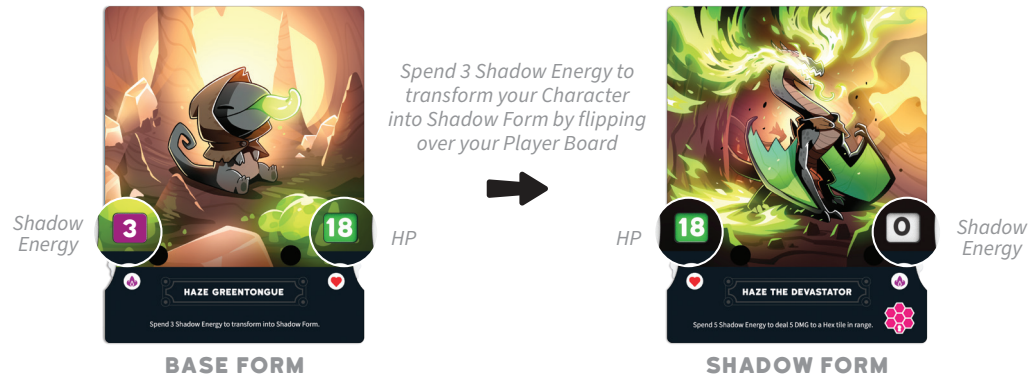 Spend 3 Shadow Energy to
transform your Character
into Shadow Form by flipping
over your Player Board
Shadow
Energy
3
18
HP
HAZE GREENTONGUE
Spend 3 Shadow Energy to transform into Shadow Form.
BASE FORM
HP
18
0
Shadow
Energy
HAZE THE DEVASTATOR
Spend 5 Shadow Energy to deal 5 DMG to a Hex tile in range.
SHADOW FORM